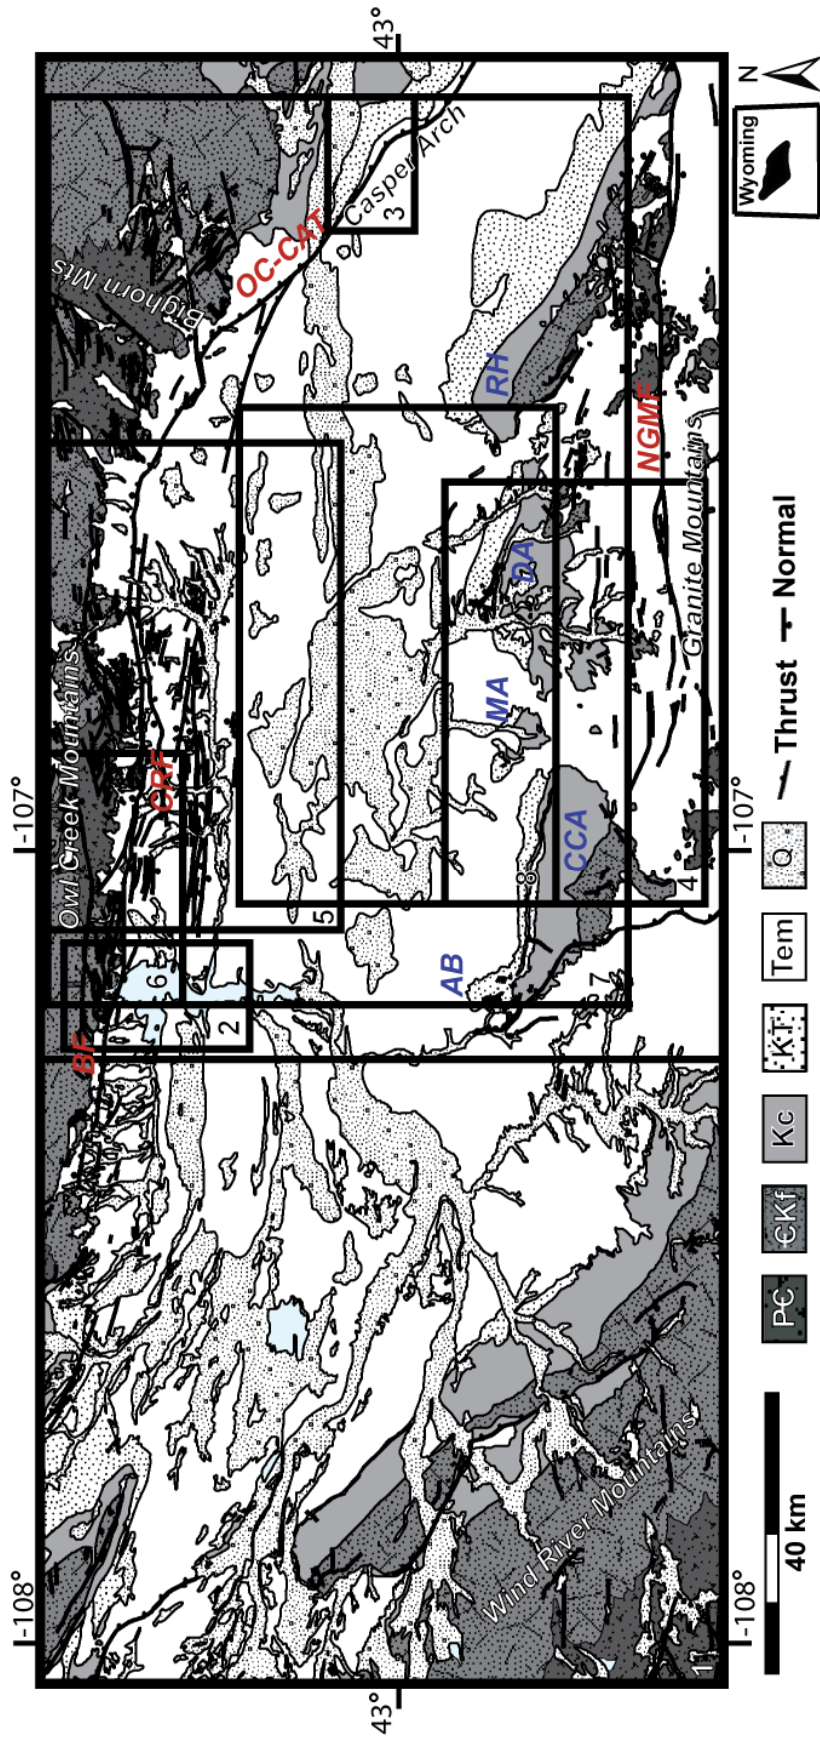 -108°
-107°
43°
43°
Owl Creek Mountains
Bighorn Mts
BF
CRF
OC-CAT
Casper Arch
6
2
5
3
AB
MA
DA
RH
CCA
8
7
4
1
NGMF
Granite Mountains
Wind River Mountains
-108°
-107°
40 km
PЄ
ЄKf
Kc
KT
Tem
Q
Thrust
Normal
Wyoming
N